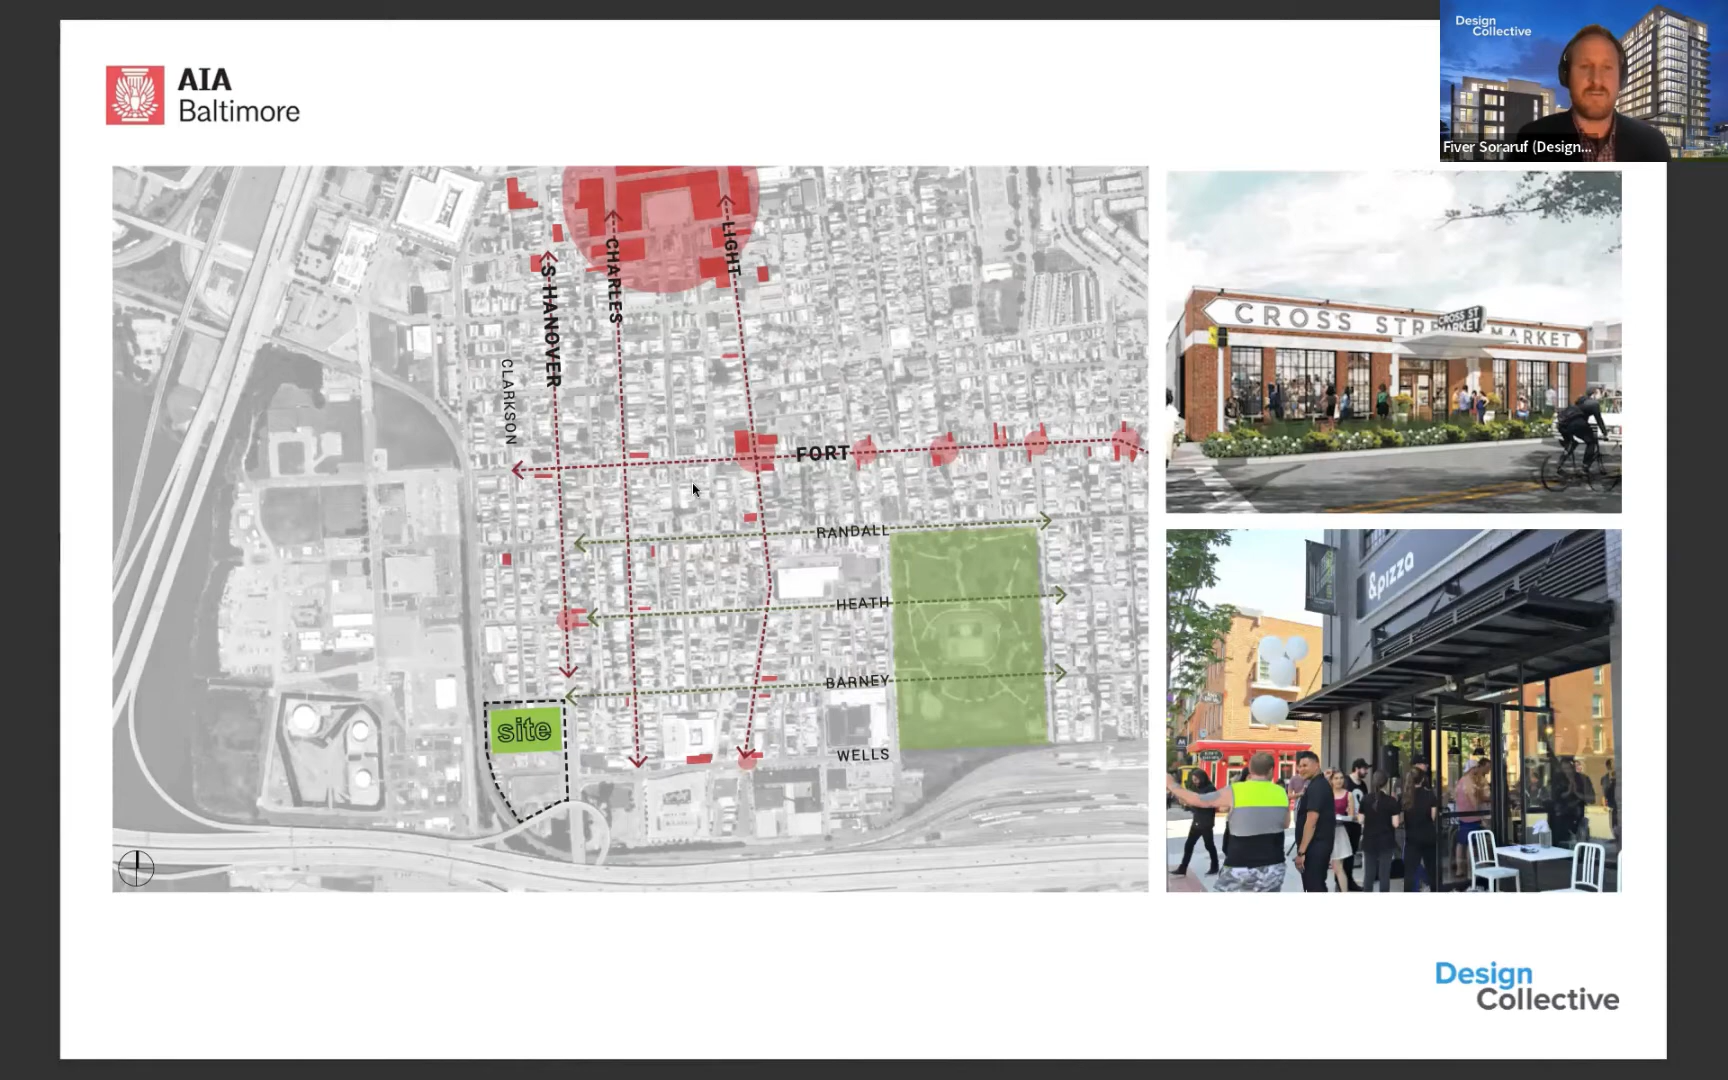 AIA
Baltimore
Design
Collective
Fiver Soraruf (Design...
S HANOVER
CHARLES
LIGHT
CLARKSON
FORT
RANDALL
HEATH
BARNEY
WELLS
site
CROSS STREET MARKET
CROSS ST
MARKET
&pizza
Design
Collective